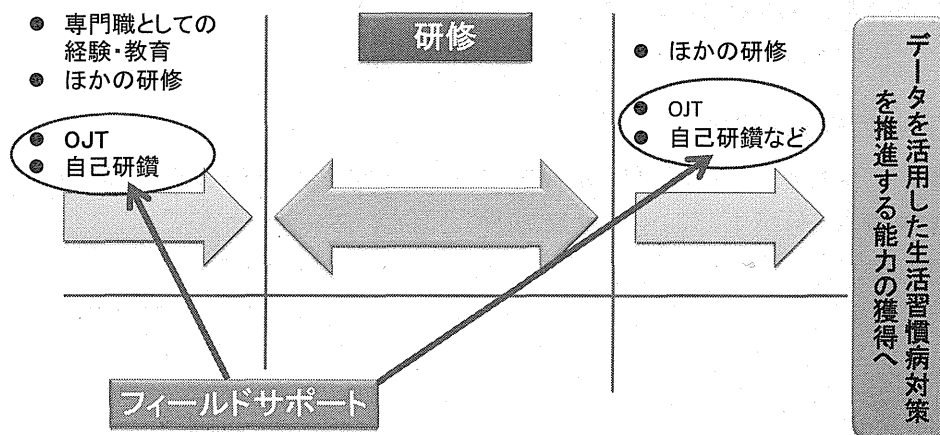 ● 専門職としての
経験・教育
● ほかの研修
● OJT
● 自己研鑽
研修
● ほかの研修
● OJT
● 自己研鑽など
フィールドサポート
データを活用した生活習慣病対策
を推進する能力の獲得へ